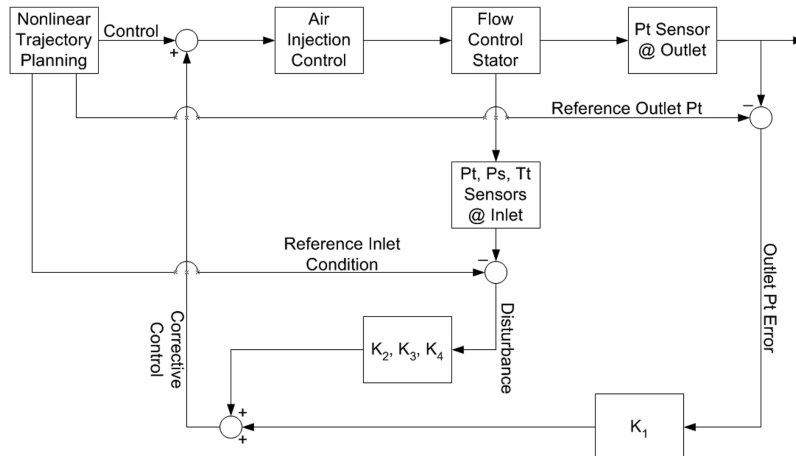 Nonlinear
Trajectory
Planning
Control
+
Air
Injection
Control
Flow
Control
Stator
Pt Sensor
@ Outlet
Reference Outlet Pt
–
Pt, Ps, Tt
Sensors
@ Inlet
Reference Inlet
Condition
–
Disturbance
Outlet Pt Error
Corrective
Control
K2, K3, K4
+
+
K1